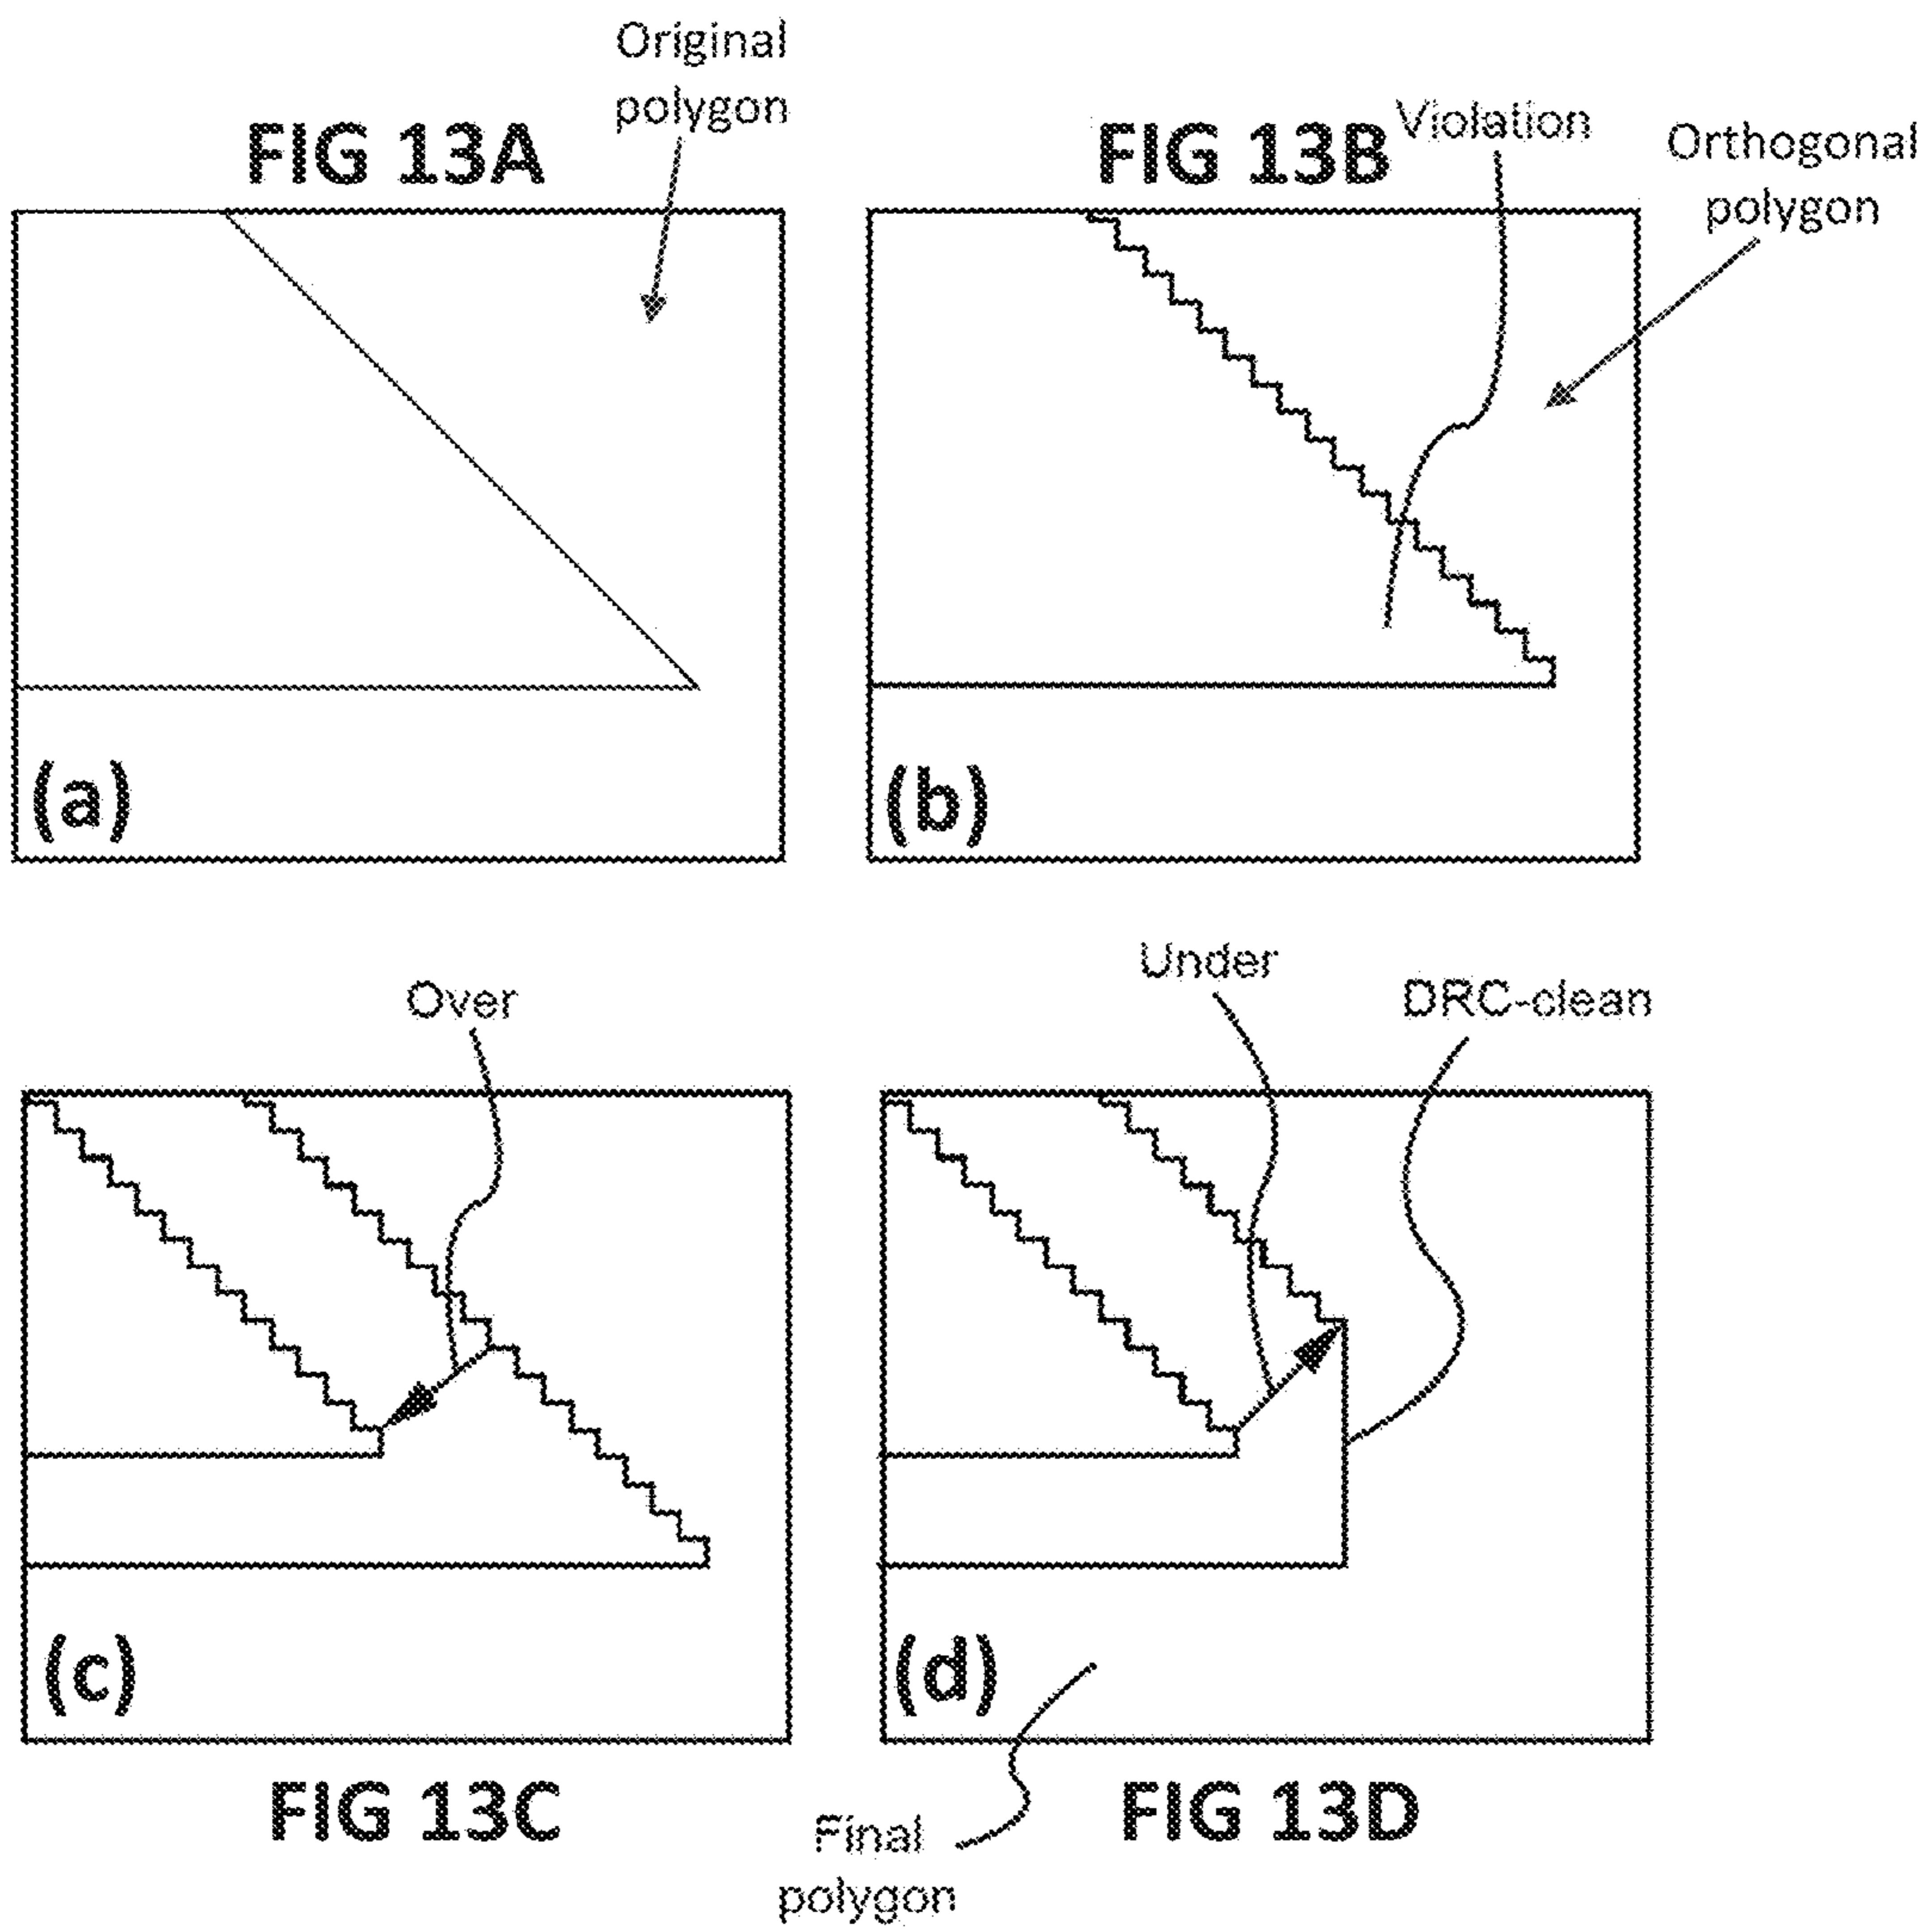 Original
polygon
FIG 13A
FIG 13B
Violation
Orthogonal
polygon
(a)
(b)
Over
Under
DRC-clean
(c)
(d)
FIG 13C
FIG 13D
Final
polygon